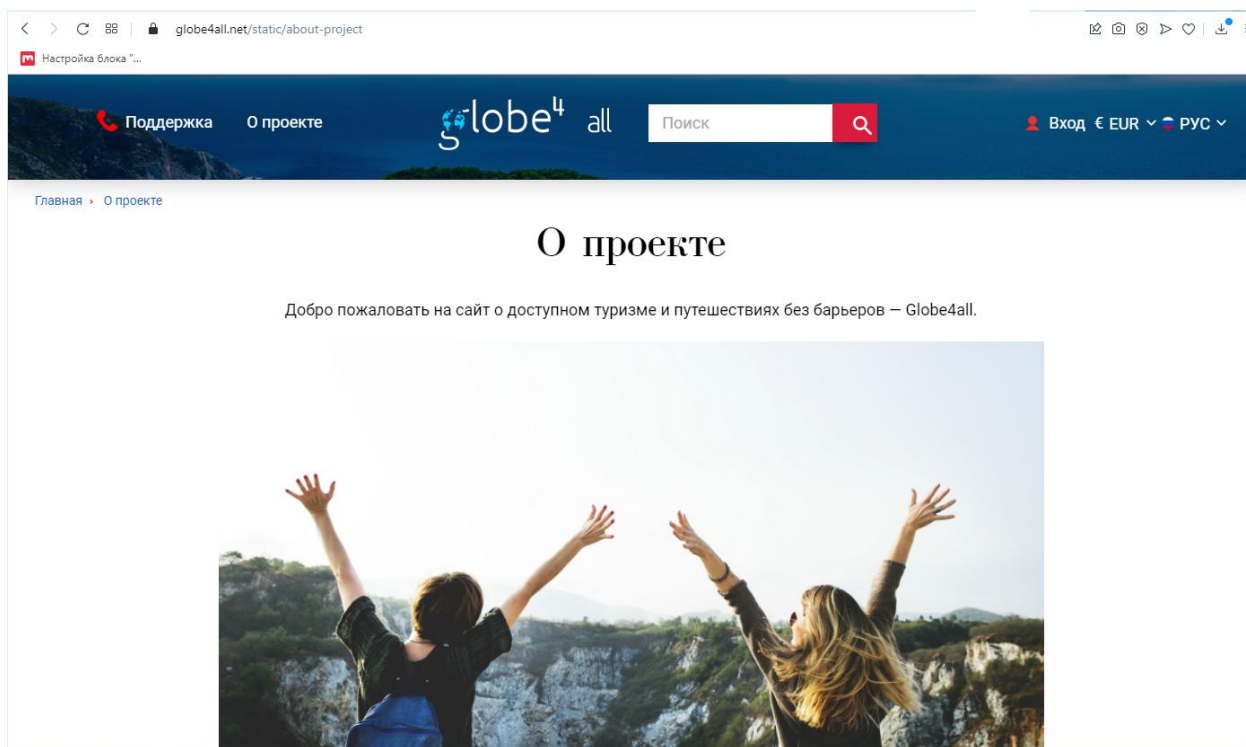 globe4all.net/static/about-project
Настройка блока "...
Поддержка О проекте globe4 all Поиск Вход € EUR РУС
Главная › О проекте
О проекте
Добро пожаловать на сайт о доступном туризме и путешествиях без барьеров — Globe4all.